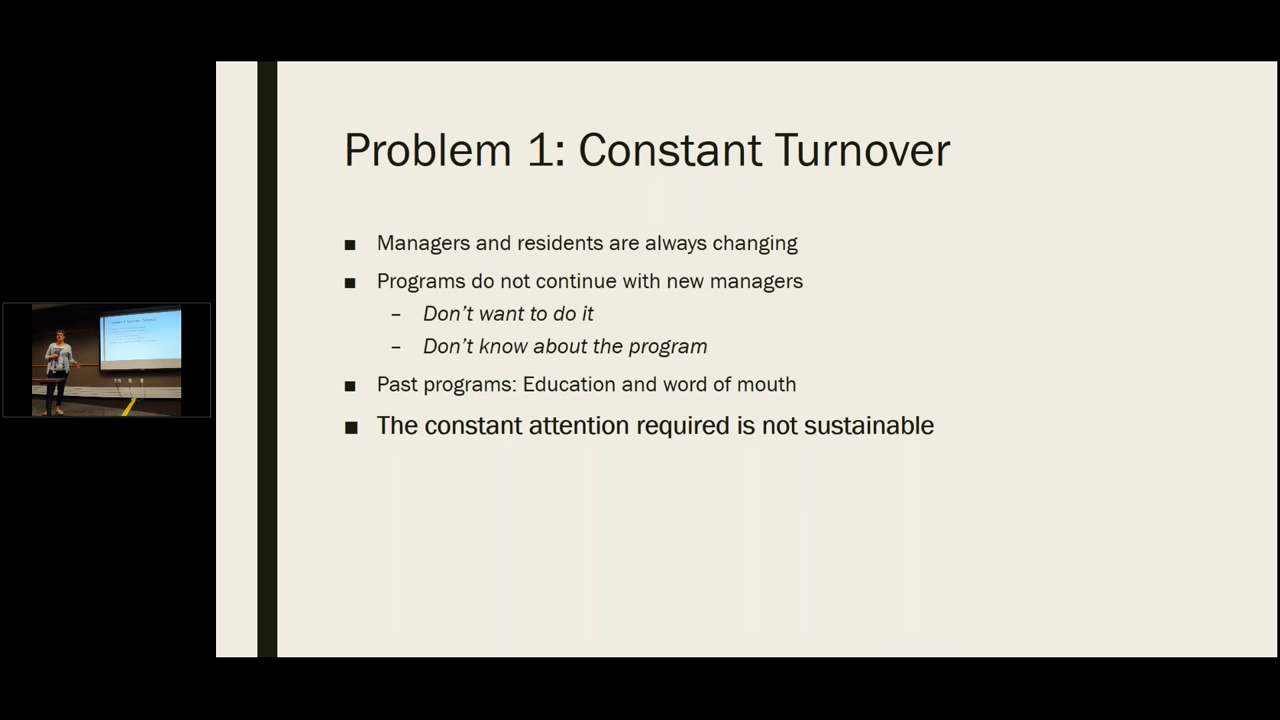 Problem 1: Constant Turnover
■ Managers and residents are always changing
■ Programs do not continue with new managers
– Don’t want to do it
– Don’t know about the program
■ Past programs: Education and word of mouth
■ The constant attention required is not sustainable